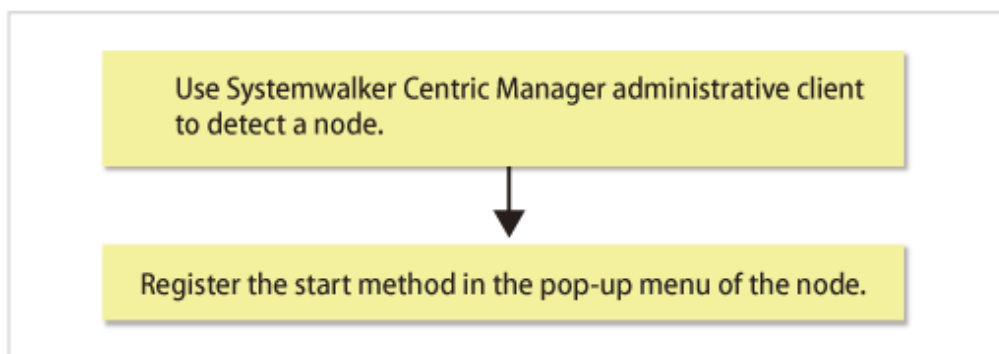 Use Systemwalker Centric Manager administrative client
to detect a node.
Register the start method in the pop-up menu of the node.